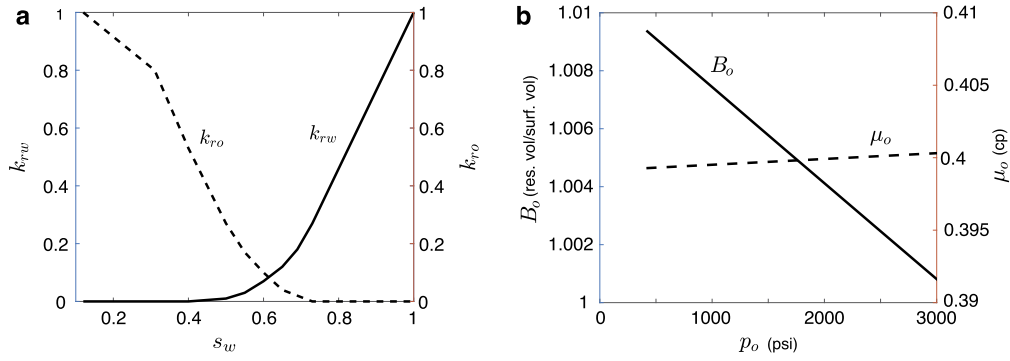 a
1
0.8
0.6
0.4
0.2
0
k_rw
k_ro
k_rw
1
0.8
0.6
0.4
0.2
0
k_ro
0.2 0.4 0.6 0.8 1
s_w
b
1.01
1.008
1.006
1.004
1.002
1
B_o (res. vol/surf. vol)
B_o
μ_o
0.41
0.405
0.4
0.395
0.39
μ_o (cp)
0 1000 2000 3000
p_o (psi)